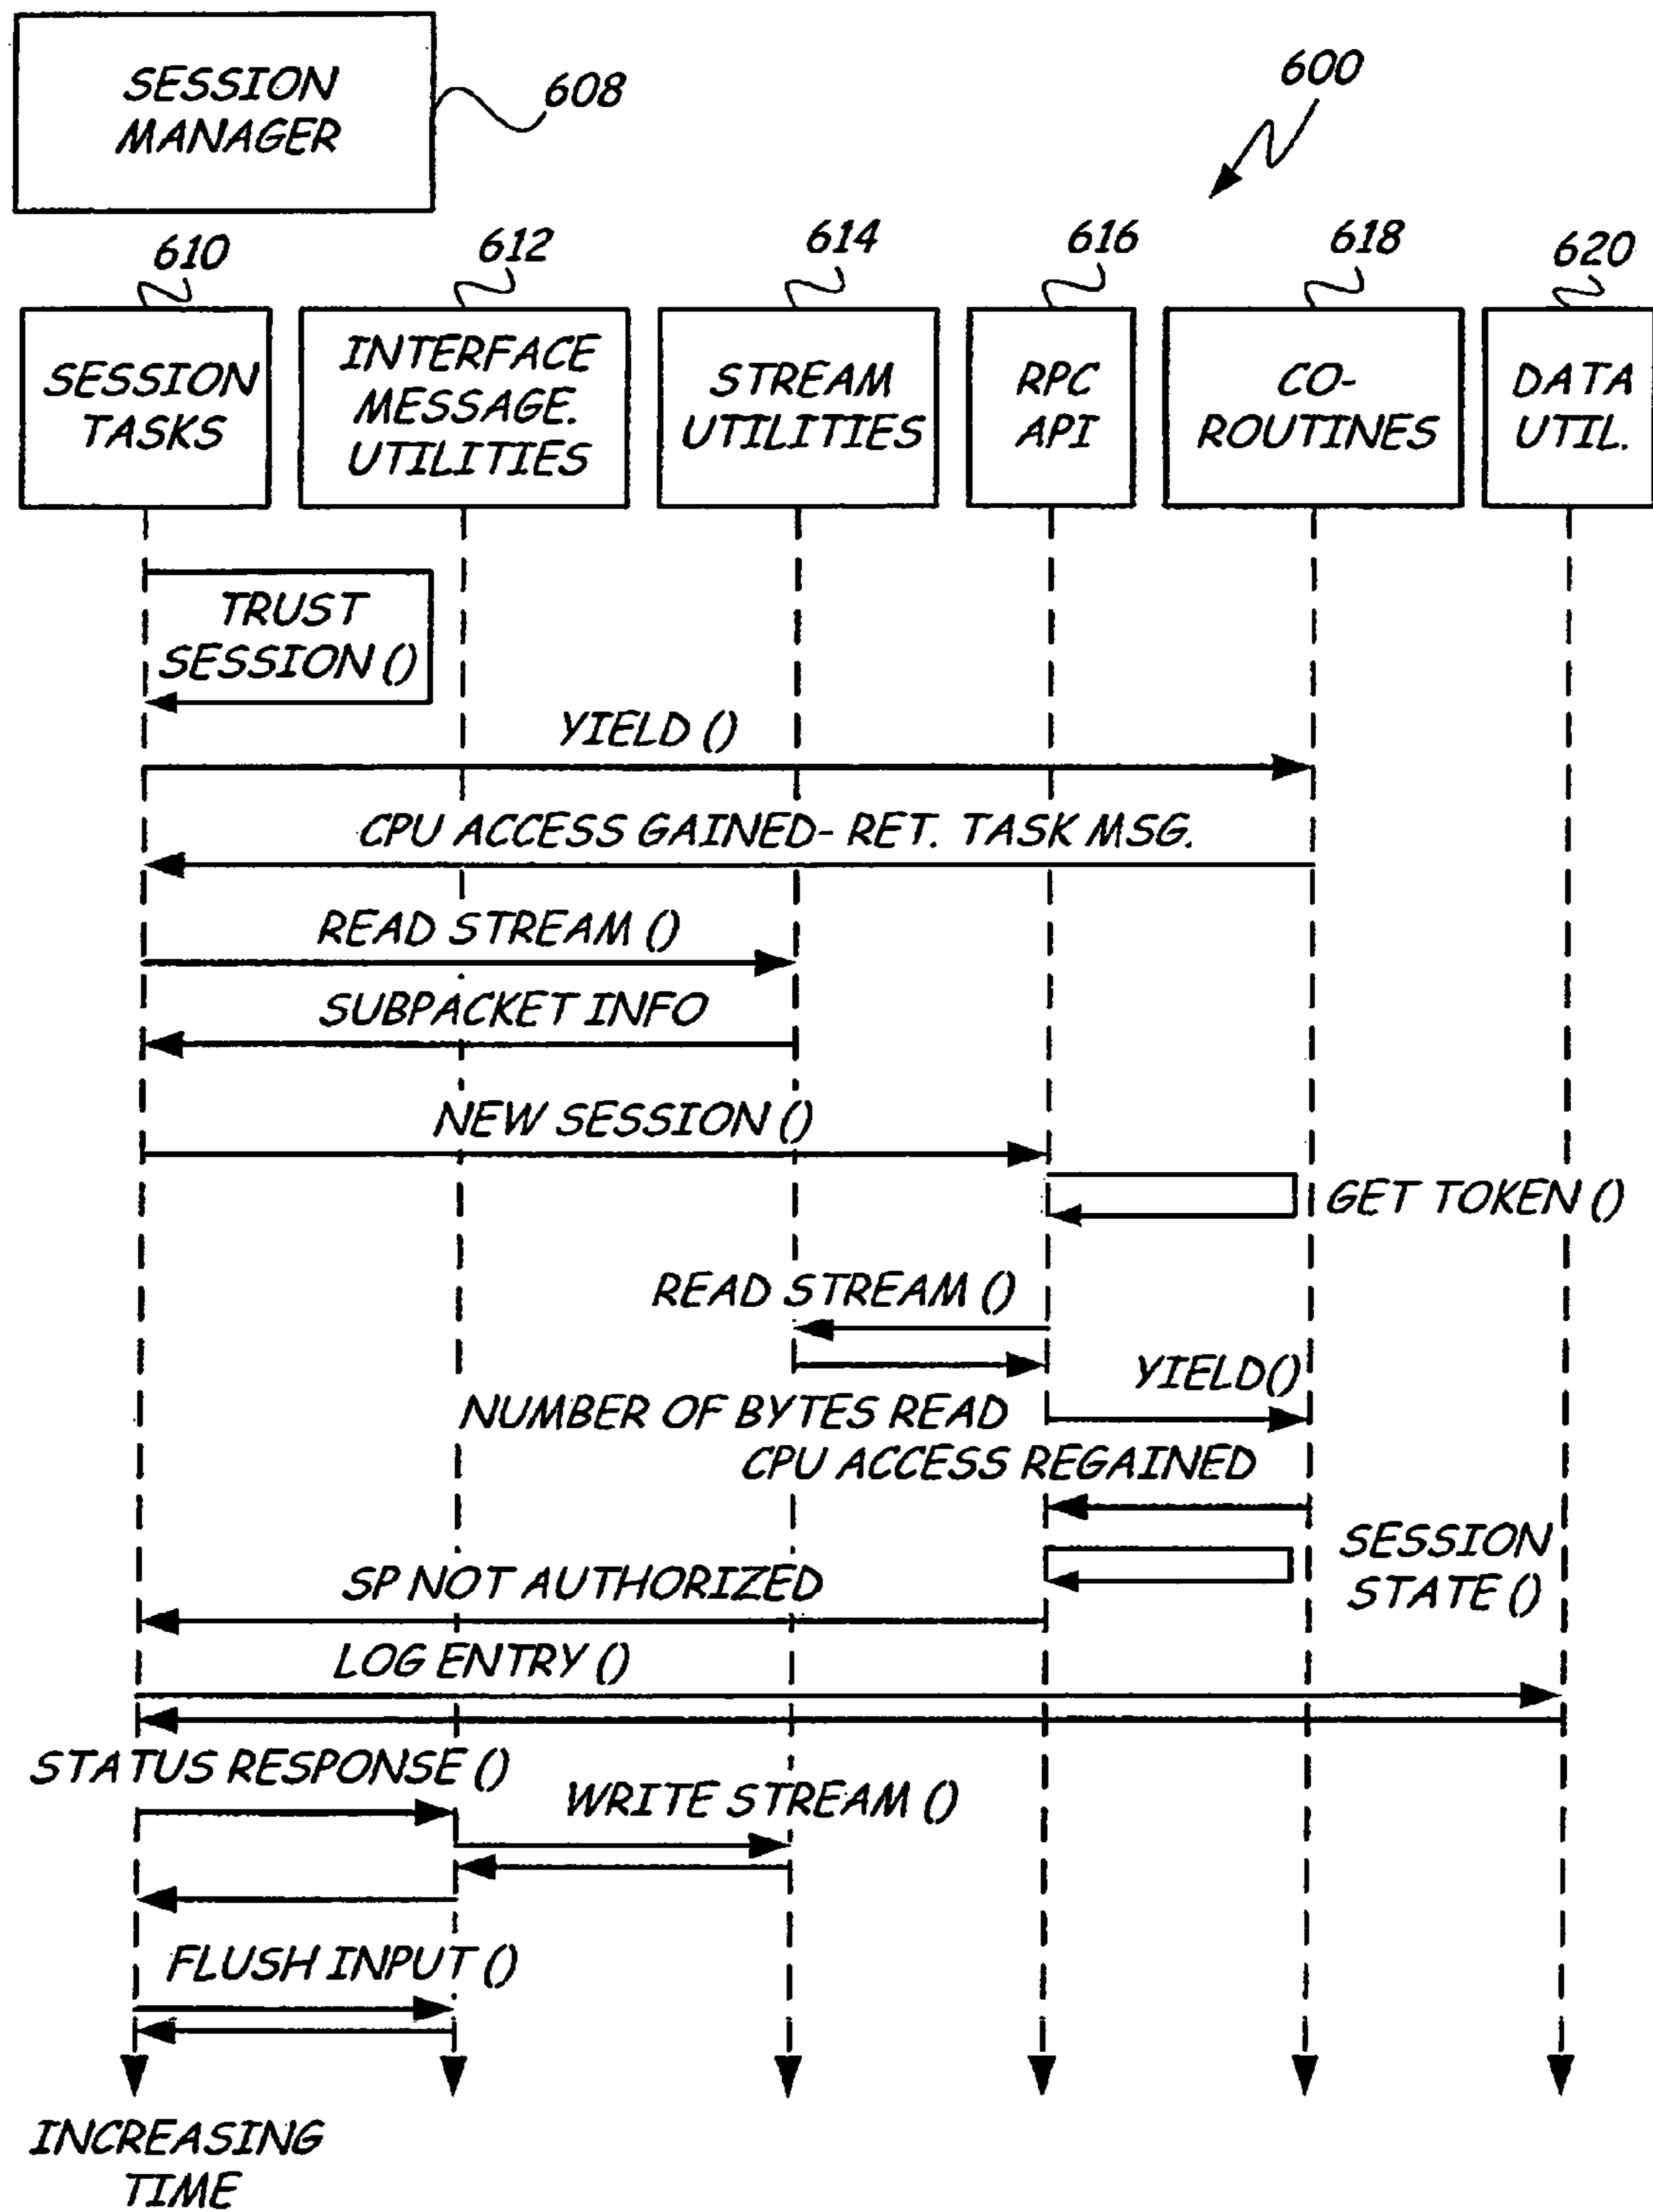 SESSION
MANAGER
608
600
610
612
614
616
618
620
SESSION
TASKS
INTERFACE
MESSAGE.
UTILITIES
STREAM
UTILITIES
RPC
API
CO-
ROUTINES
DATA
UTIL.
TRUST
SESSION ()
YIELD ()
CPU ACCESS GAINED- RET. TASK MSG.
READ STREAM ()
SUBPACKET INFO
NEW SESSION ()
GET TOKEN ()
READ STREAM ()
YIELD()
NUMBER OF BYTES READ
CPU ACCESS REGAINED
SESSION
STATE ()
SP NOT AUTHORIZED
LOG ENTRY ()
STATUS RESPONSE ()
WRITE STREAM ()
FLUSH INPUT ()
INCREASING
TIME